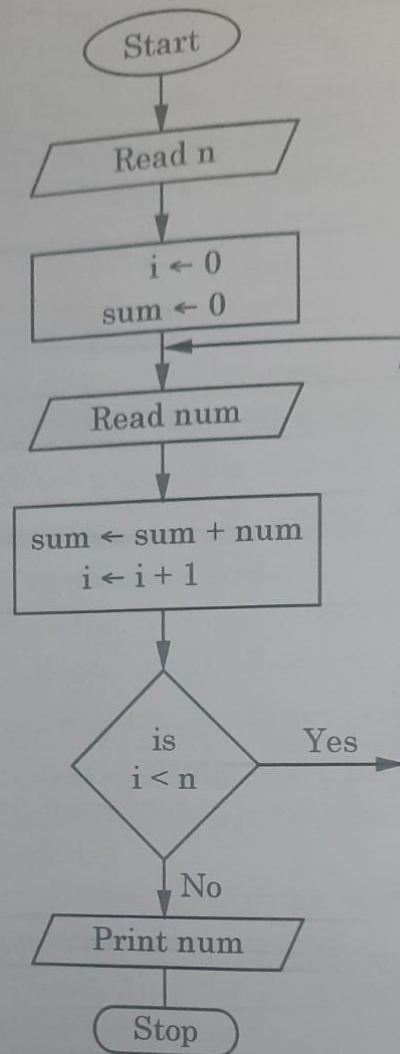 Start
Read n
i ← 0
sum ← 0
Read num
sum ← sum + num
i ← i + 1
is
i < n
Yes
No
Print num
Stop